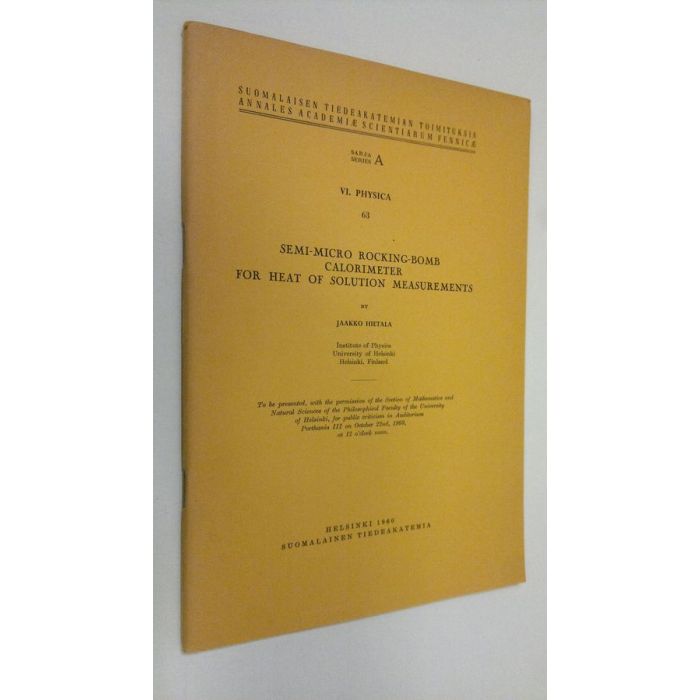 SUOMALAISEN TIEDEAKATEMIAN TOIMITUKSIA
ANNALES ACADEMIÆ SCIENTIARUM FENNICÆ
SARJA
SERIES A
VI. PHYSICA
63
SEMI-MICRO ROCKING-BOMB
CALORIMETER
FOR HEAT OF SOLUTION MEASUREMENTS
BY
JAAKKO HIETALA
Institute of Physics
University of Helsinki
Helsinki, Finland
To be presented, with the permission of the Section of Mathematics and
Natural Sciences of the Philosophical Faculty of the University
of Helsinki, for public criticism in Auditorium
Porthania III on October 22nd, 1960,
at 12 o'clock noon.
HELSINKI 1960
SUOMALAINEN TIEDEAKATEMIA